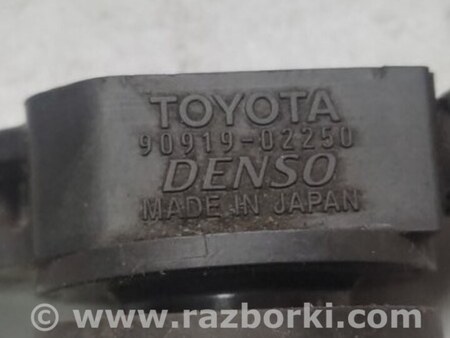 TOYOTA
90919-02250
DENSO
MADE IN JAPAN
© www.razborki.com